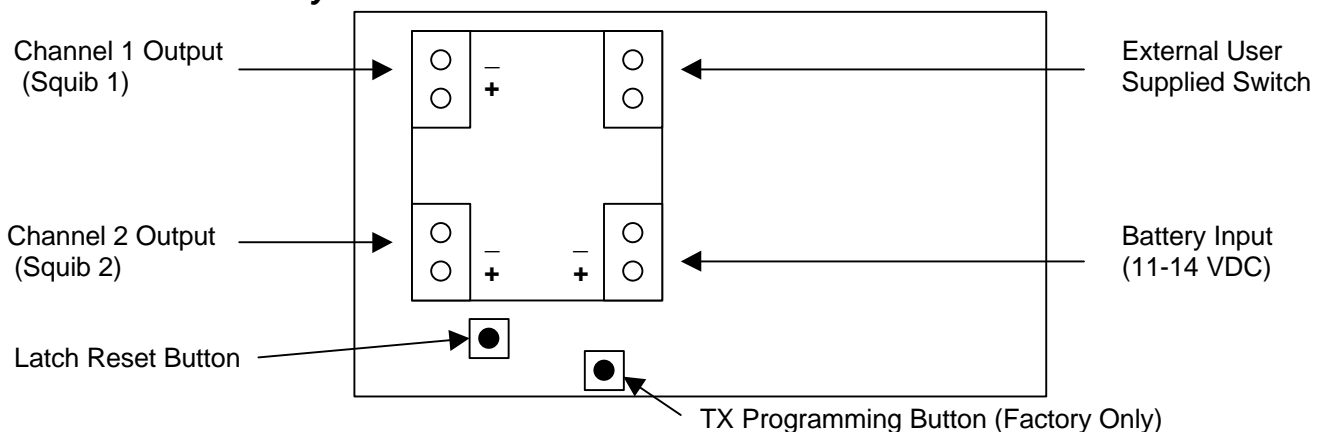 Channel 1 Output
(Squib 1)
_
+
External User
Supplied Switch
Channel 2 Output
(Squib 2)
_
+
_
+
Battery Input
(11-14 VDC)
Latch Reset Button
TX Programming Button (Factory Only)